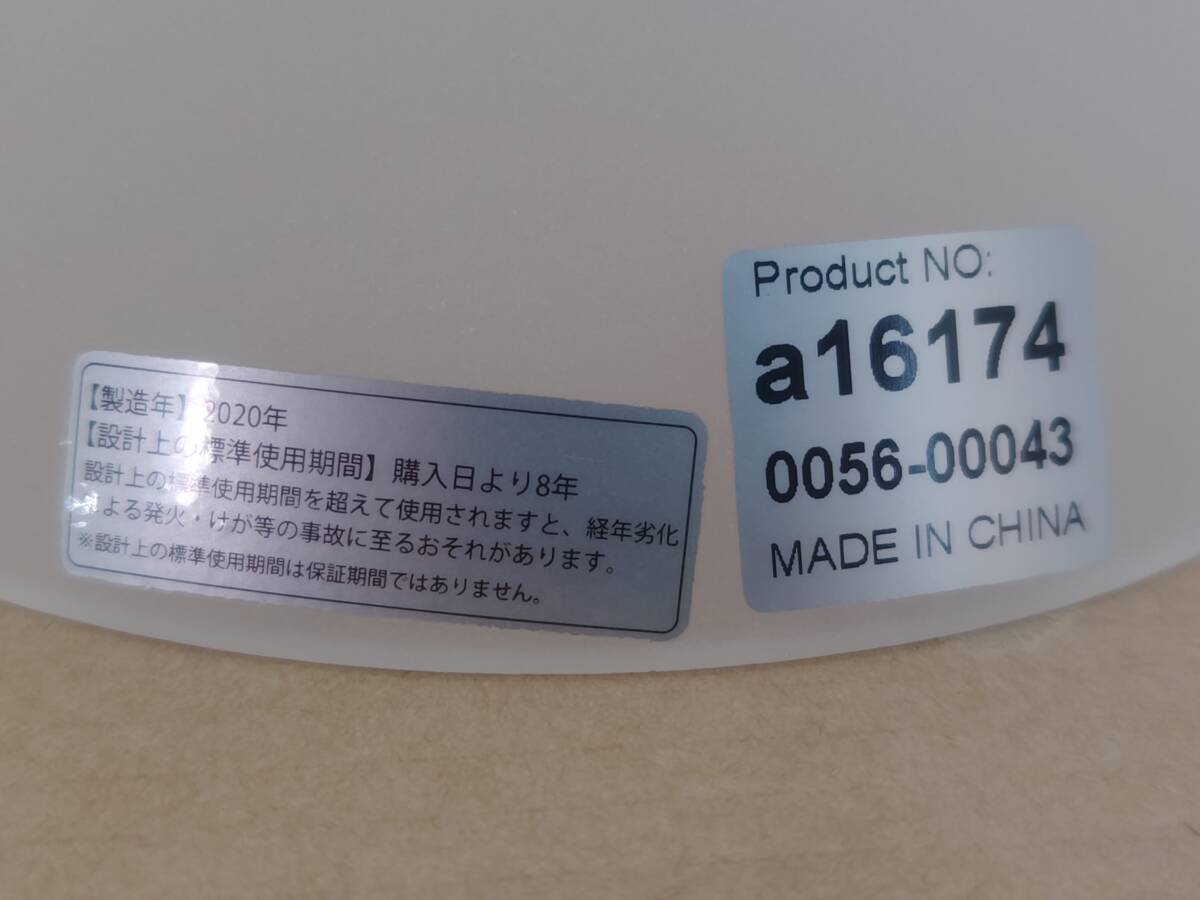 【製造年】2020年
【設計上の標準使用期間】購入日より8年
設計上の標準使用期間を超えて使用されますと、経年劣化
による発火・けが等の事故に至るおそれがあります。
※設計上の標準使用期間は保証期間ではありません。
Product NO:
a16174
0056-00043
MADE IN CHINA